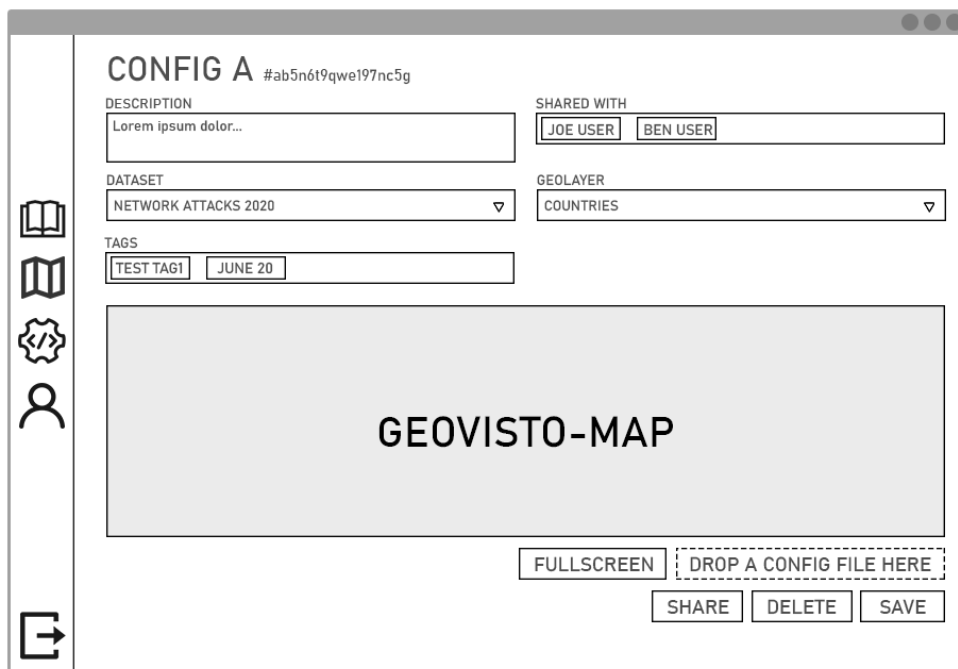 CONFIG A #ab5n6t9qwe197nc5g
DESCRIPTION
Lorem ipsum dolor...
SHARED WITH
JOE USER BEN USER
DATASET
NETWORK ATTACKS 2020
GEOLAYER
COUNTRIES
TAGS
TEST TAG1 JUNE 20
GEOVISTO-MAP
FULLSCREEN DROP A CONFIG FILE HERE
SHARE DELETE SAVE